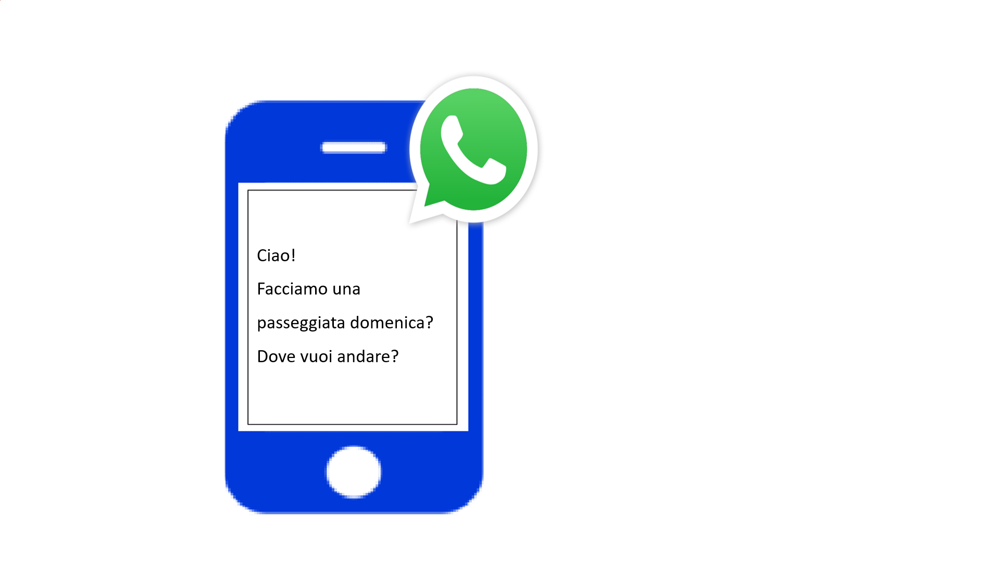 Ciao!
Facciamo una
passeggiata domenica?
Dove vuoi andare?